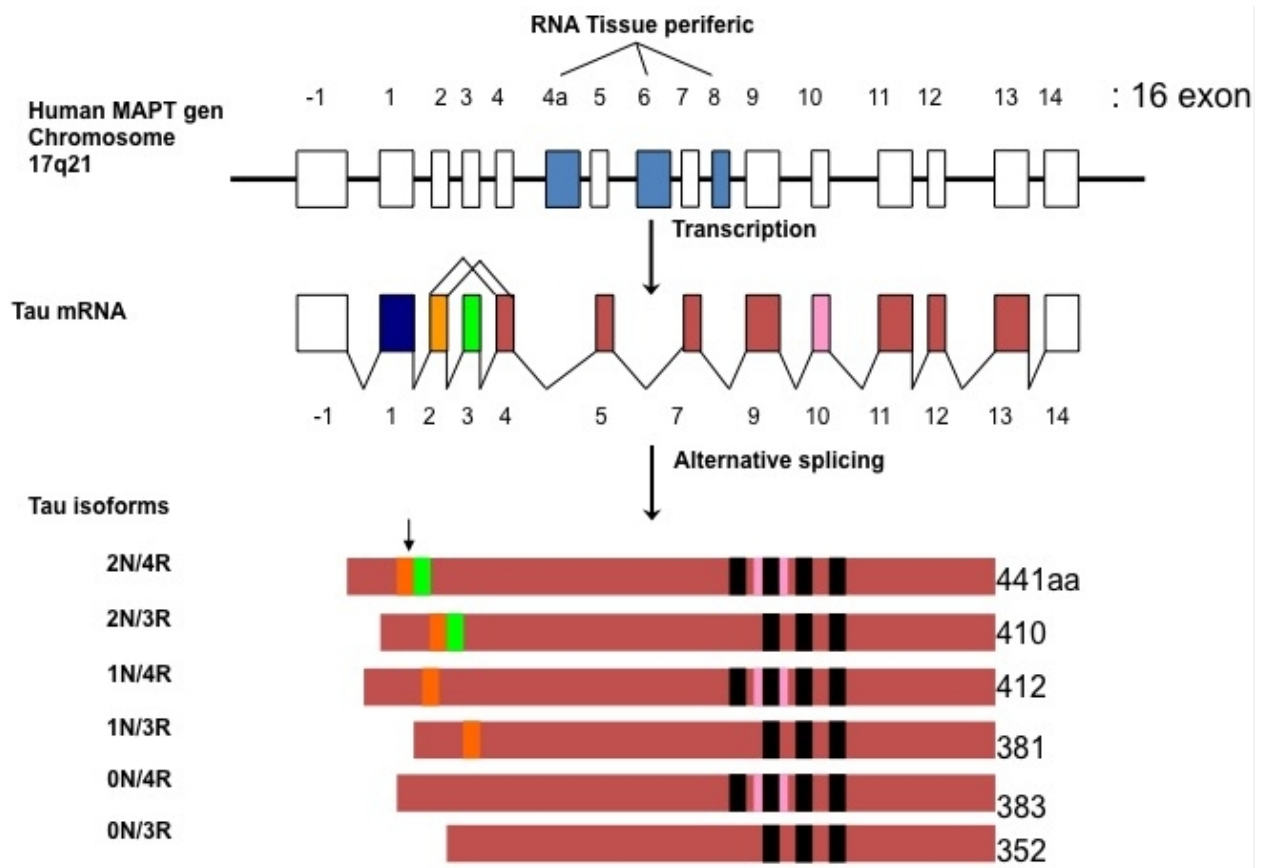 RNA Tissue periferic
-1 1 2 3 4 4a 5 6 7 8 9 10 11 12 13 14 : 16 exon
Human MAPT gen
Chromosome
17q21
Transcription
Tau mRNA
-1 1 2 3 4 5 7 9 10 11 12 13 14
Alternative splicing
Tau isoforms
2N/4R 441aa
2N/3R 410
1N/4R 412
1N/3R 381
0N/4R 383
0N/3R 352